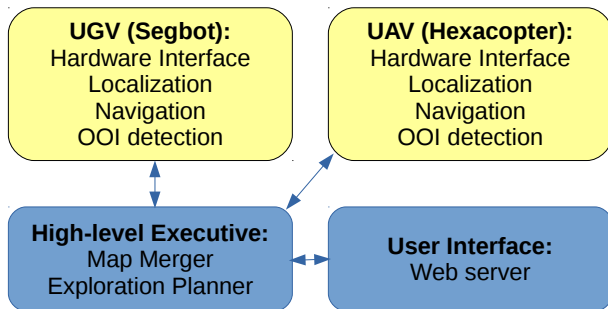 UGV (Segbot):
Hardware Interface
Localization
Navigation
OOI detection
UAV (Hexacopter):
Hardware Interface
Localization
Navigation
OOI detection
High-level Executive:
Map Merger
Exploration Planner
User Interface:
Web server